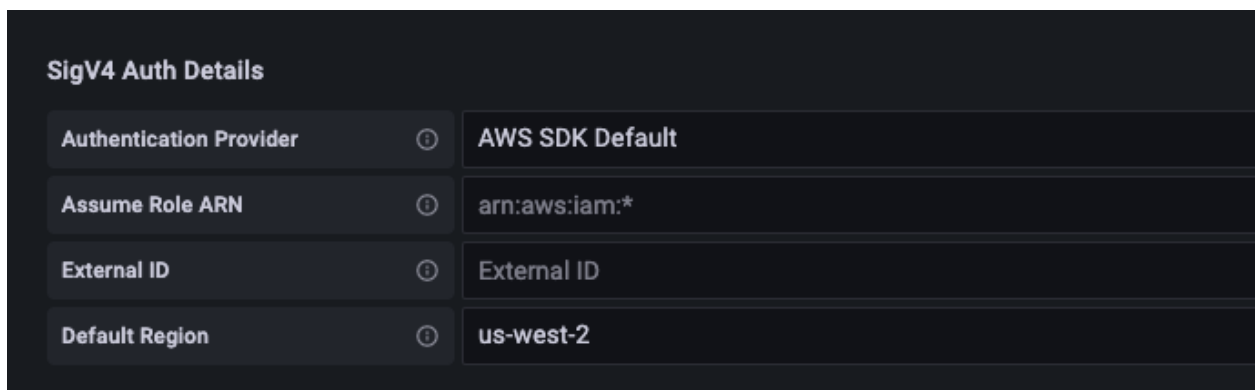 SigV4 Auth Details
Authentication Provider AWS SDK Default
Assume Role ARN arn:aws:iam:*
External ID External ID
Default Region us-west-2